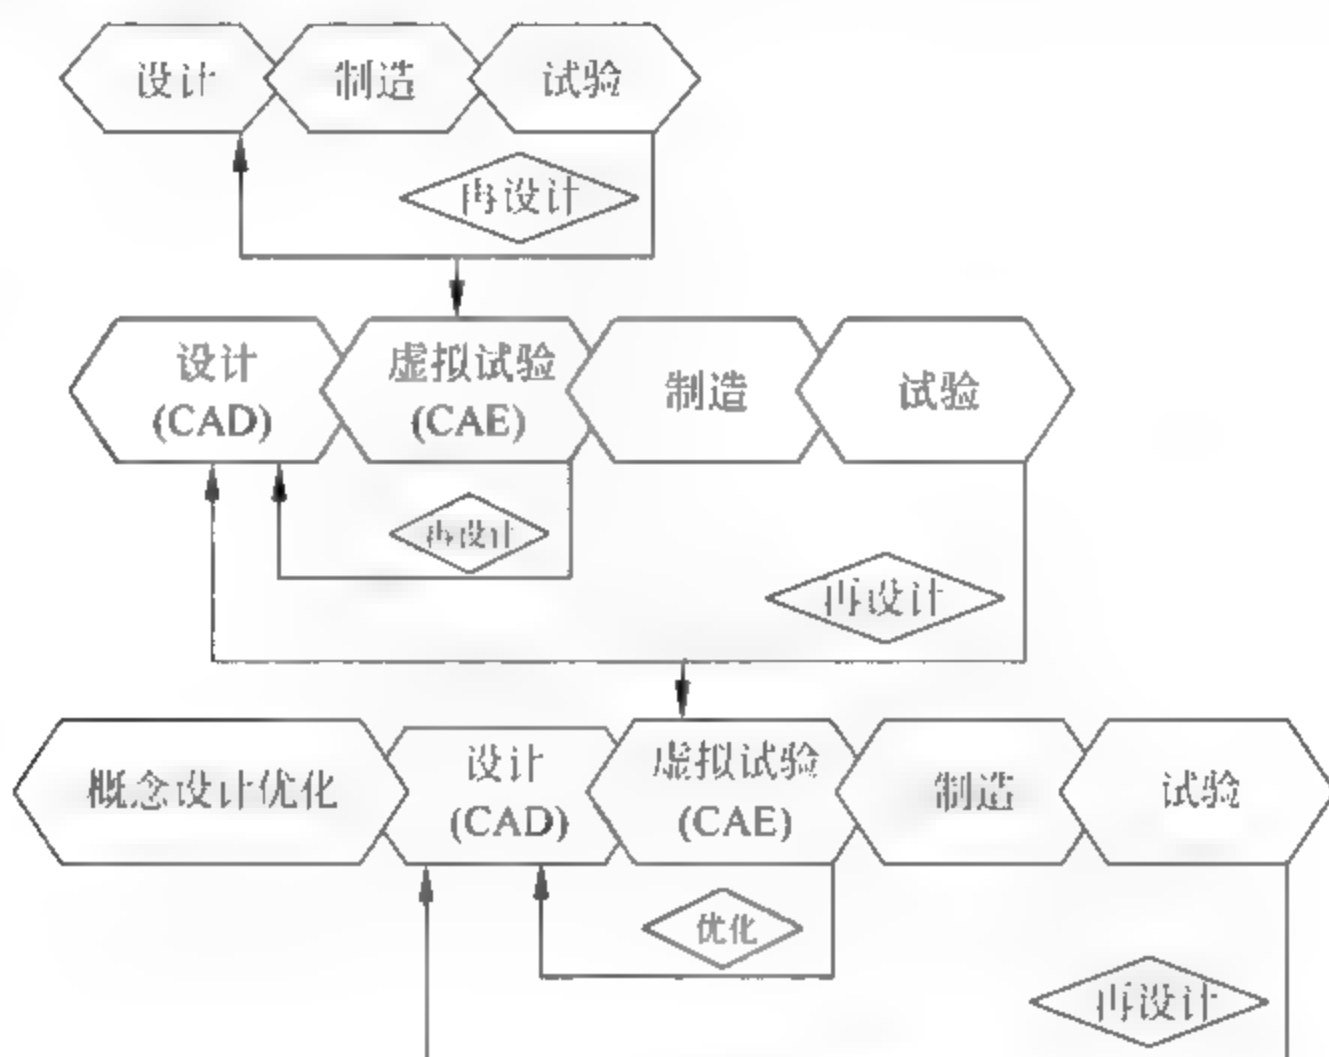 设计
制造
试验
再设计
设计
(CAD)
虚拟试验
(CAE)
制造
试验
再设计
再设计
概念设计优化
设计
(CAD)
虚拟试验
(CAE)
制造
试验
优化
再设计